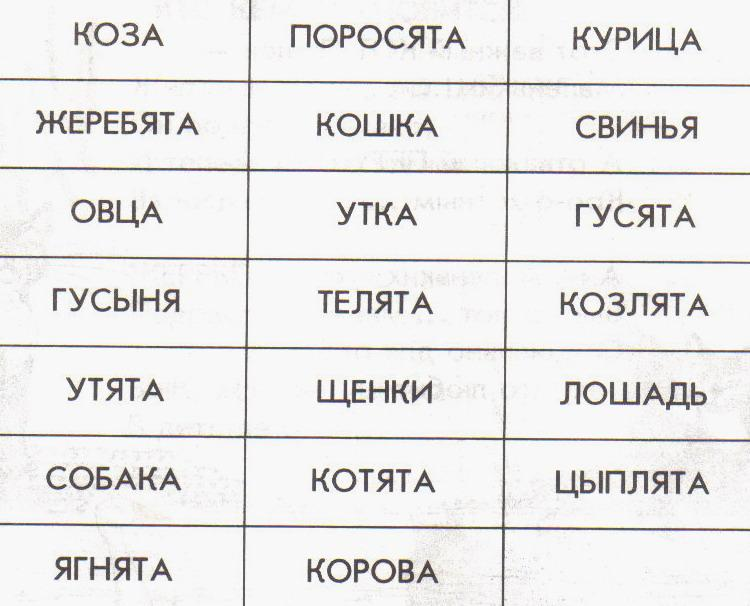 КОЗА ПОРОСЯТА КУРИЦА
ЖЕРЕБЯТА КОШКА СВИНЬЯ
ОВЦА УТКА ГУСЯТА
ГУСЫНЯ ТЕЛЯТА КОЗЛЯТА
УТЯТА ЩЕНКИ ЛОШАДЬ
СОБАКА КОТЯТА ЦЫПЛЯТА
ЯГНЯТА КОРОВА